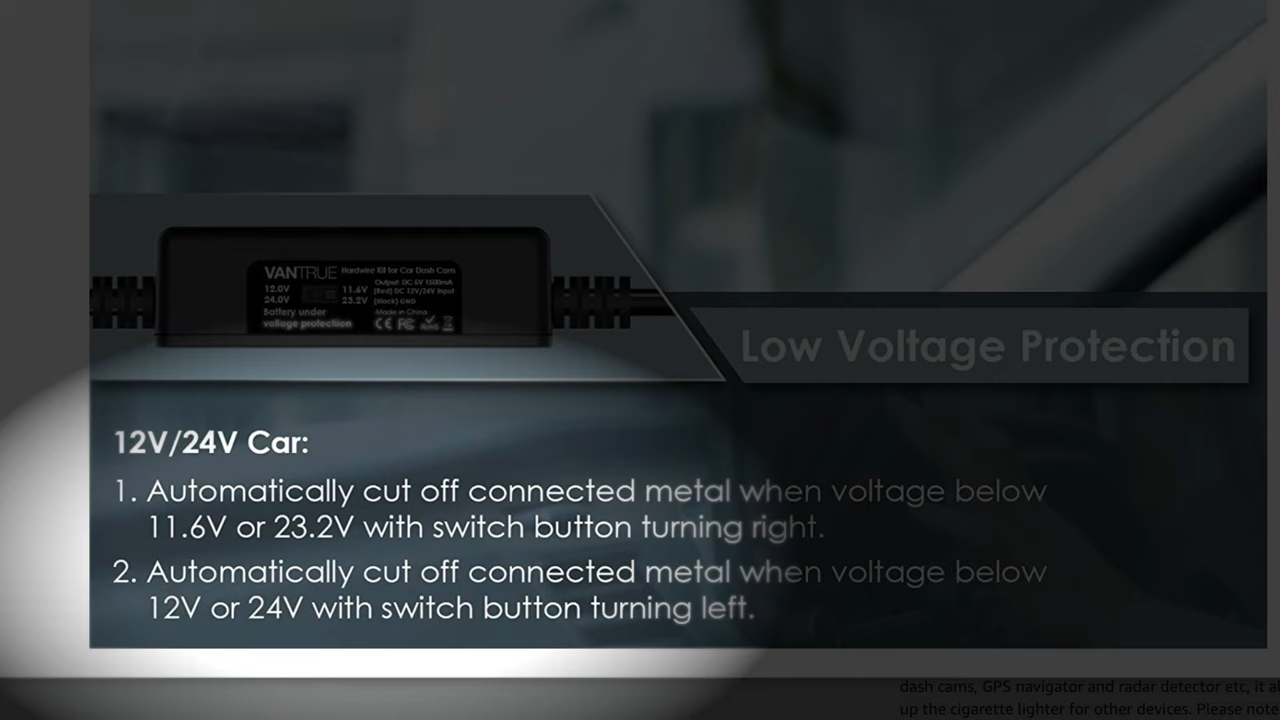 VANTRUE Hardwire Kit for Car Dash Cam
12.0V 11.6V Output: DC 5V 1500mA
24.0V 23.2V (Red) DC 12V/24V Input
(Black) GND
Battery under Made in China
voltage protectiion CE FC RoHS
Low Voltage Protection
12V/24V Car:
1. Automatically cut off connected metal when voltage below
11.6V or 23.2V with switch button turning right.
2. Automatically cut off connected metal when voltage below
12V or 24V with switch button turning left.
dash cams, GPS navigator and radar detector etc, it
up the cigarette lighter for other devices. Please note